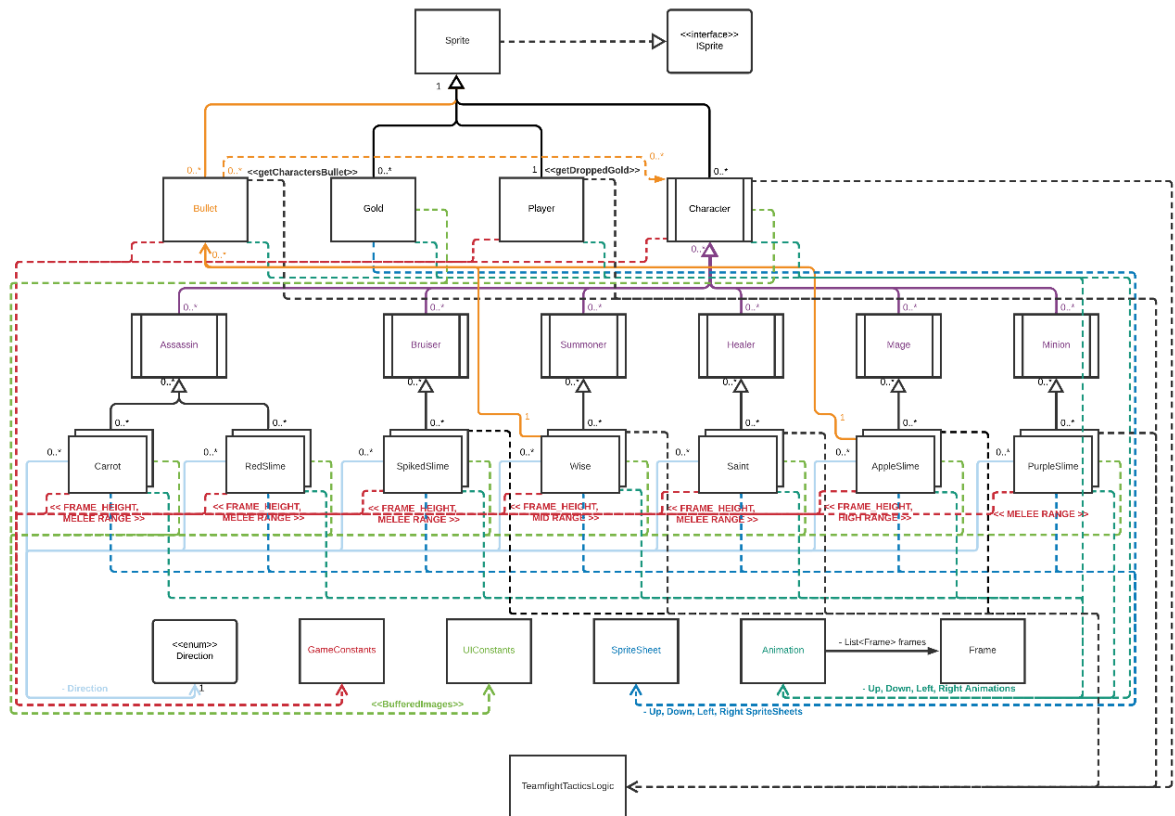 Sprite
<<interface>>
ISprite
1
0..*
0..*
<<getCharactersBullet>>
0..*
1
<<getDroppedGold>>
0..*
0..*
Bullet
Gold
Player
Character
0..*
0..*
0..*
0..*
0..*
0..*
0..*
0..*
Assassin
Bruiser
Summoner
Healer
Mage
Minion
0..*
0..*
0..*
0..*
0..*
0..*
0..*
0..*
0..*
0..*
0..*
0..*
0..*
1
1
0..*
0..*
0..*
0..*
0..*
0..*
0..*
Carrot
RedSlime
SpikedSlime
Wise
Saint
AppleSlime
PurpleSlime
<< FRAME_HEIGHT,
MELEE RANGE >>
<< FRAME_HEIGHT,
MELEE RANGE >>
<< FRAME_HEIGHT,
MELEE RANGE >>
<< FRAME_HEIGHT,
MID RANGE >>
<< FRAME_HEIGHT,
MELEE RANGE >>
<< FRAME_HEIGHT,
HIGH RANGE >>
<< MELEE RANGE >>
<<enum>>
Direction
GameConstants
UIConstants
SpriteSheet
Animation
- List<Frame> frames
Frame
- Direction
1
<<BufferedImages>>
- Up, Down, Left, Right Animations
- Up, Down, Left, Right SpriteSheets
TeamfightTacticsLogic